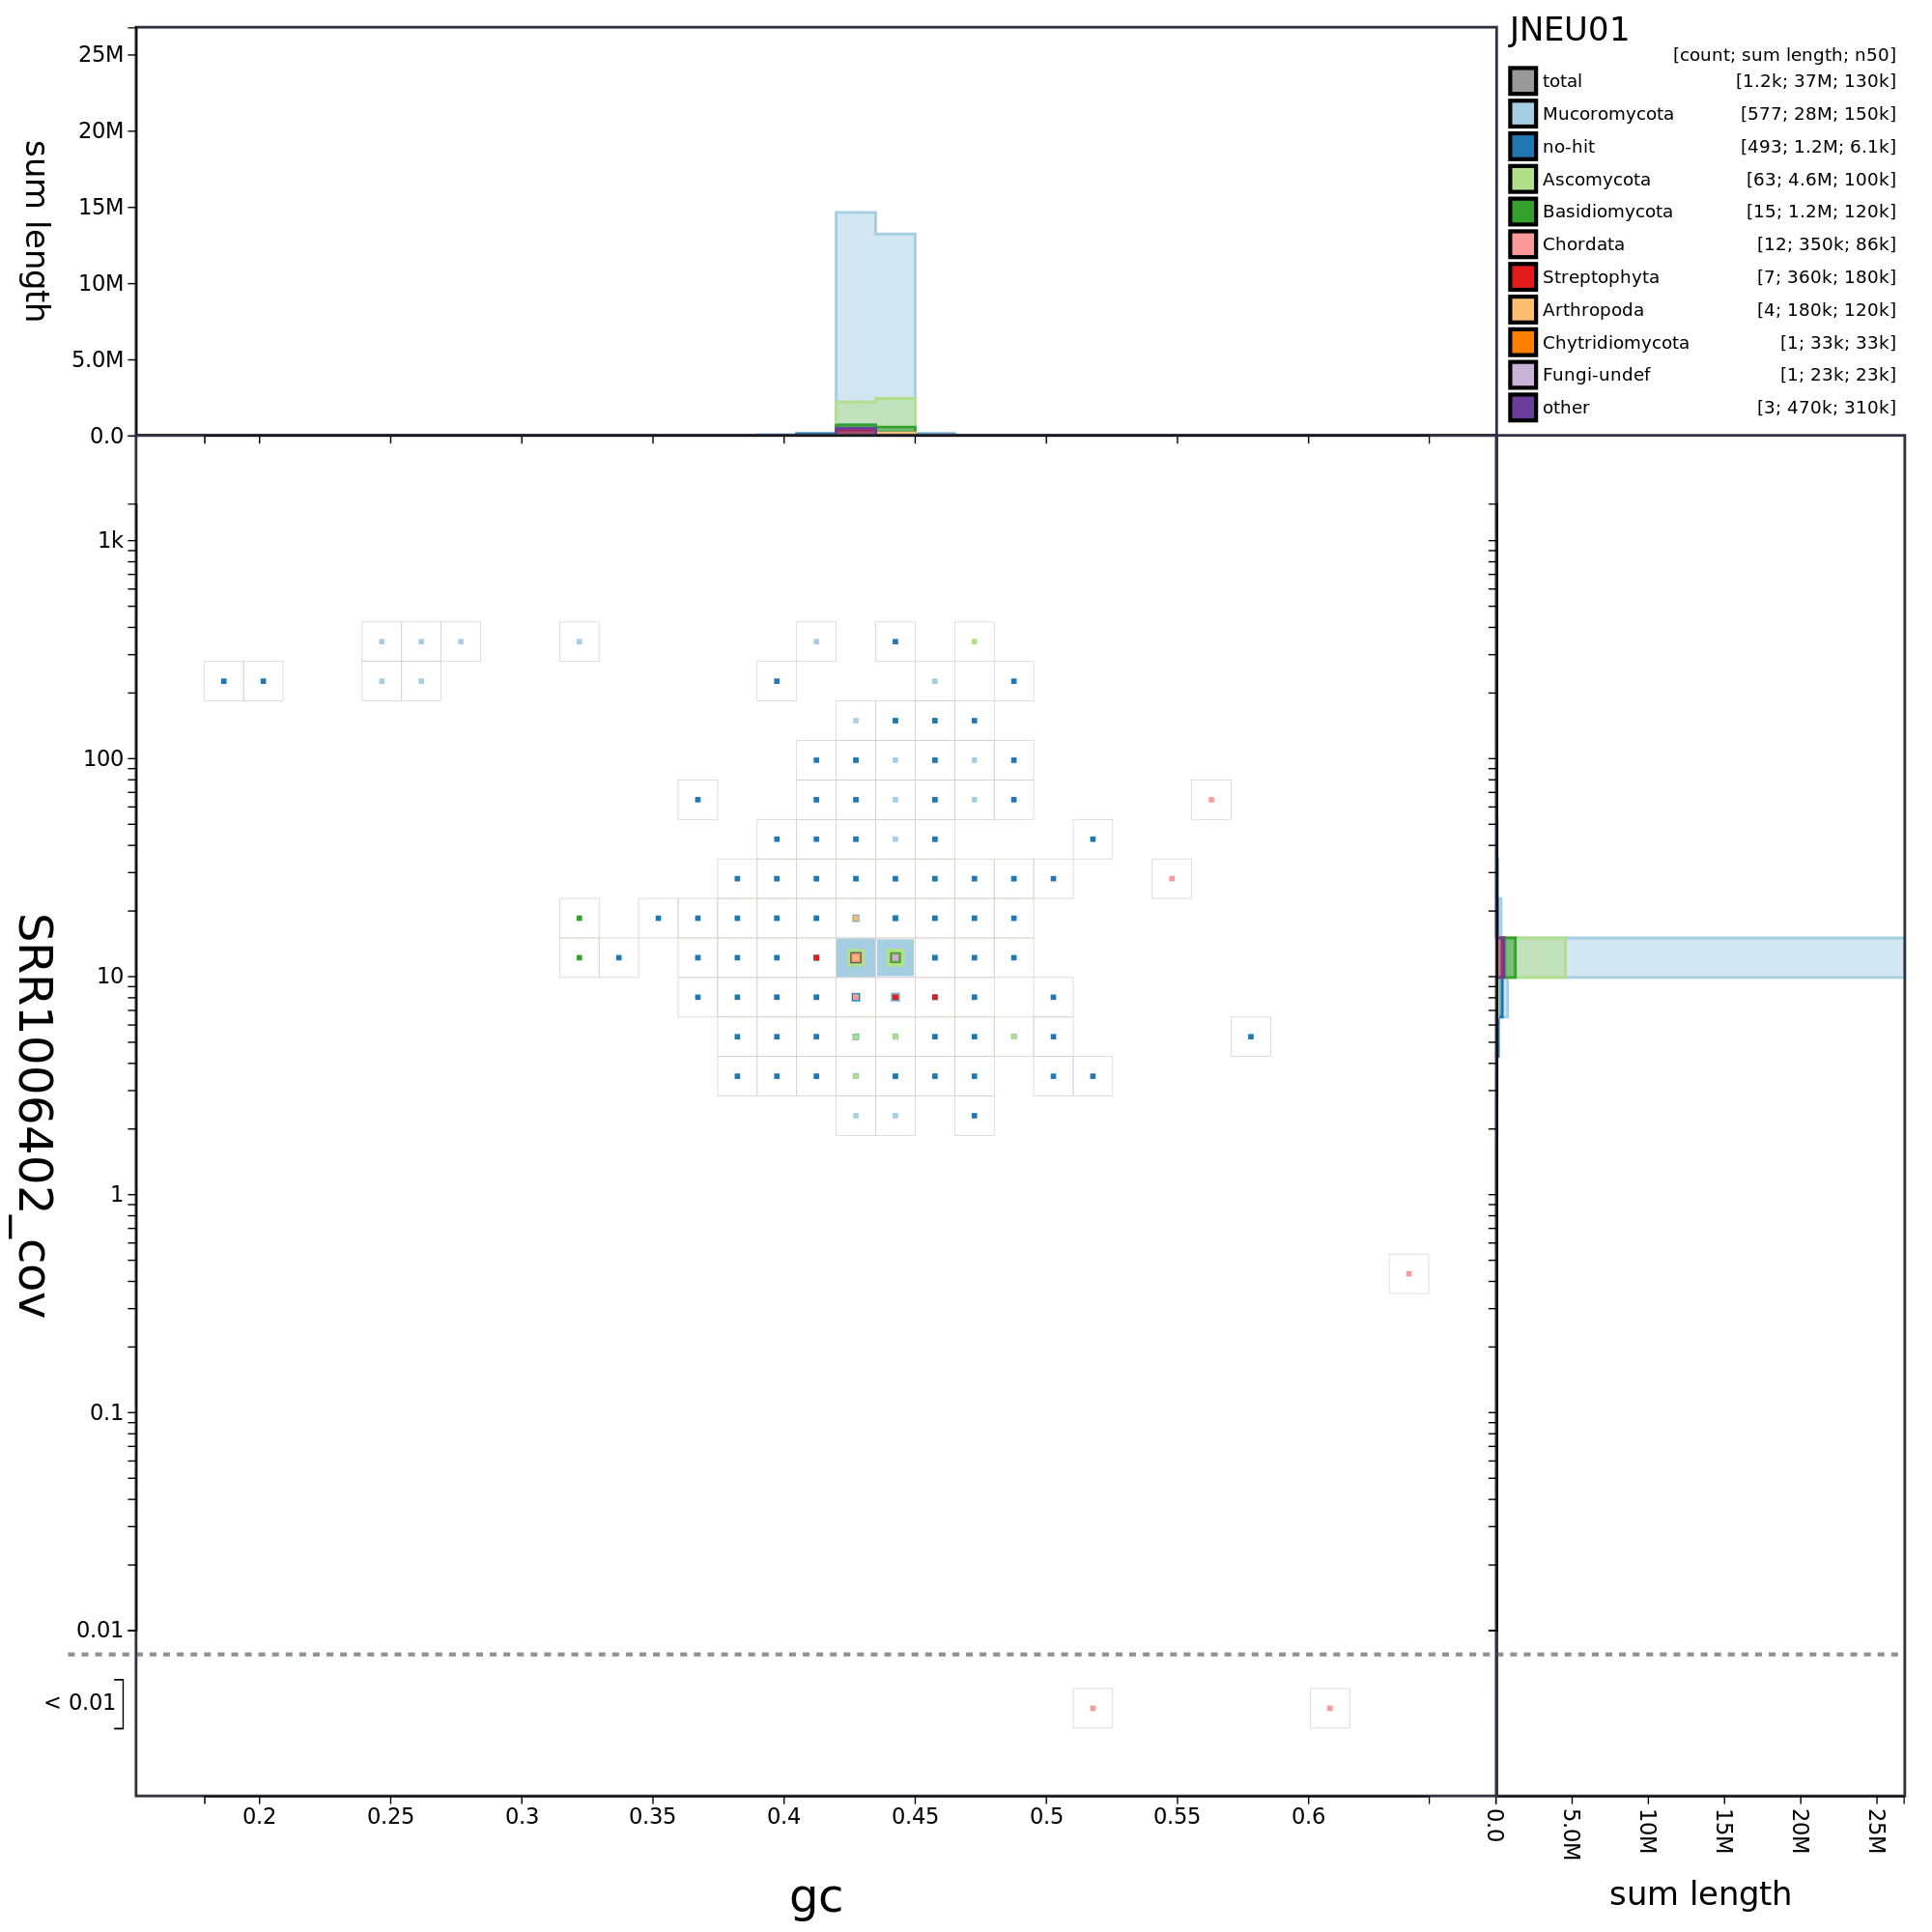 JNEU01
[count; sum length; n50]
total [1.2k; 37M; 130k]
Mucoromycota [577; 28M; 150k]
no-hit [493; 1.2M; 6.1k]
Ascomycota [63; 4.6M; 100k]
Basidiomycota [15; 1.2M; 120k]
Chordata [12; 350k; 86k]
Streptophyta [7; 360k; 180k]
Arthropoda [4; 180k; 120k]
Chytridiomycota [1; 33k; 33k]
Fungi-undef [1; 23k; 23k]
other [3; 470k; 310k]
sum length
25M
20M
15M
10M
5.0M
0.0
SRR1006402_cov
1k
100
10
1
0.1
0.01
< 0.01
0.2 0.25 0.3 0.35 0.4 0.45 0.5 0.55 0.6
gc
0.0 5.0M 10M 15M 20M 25M
sum length